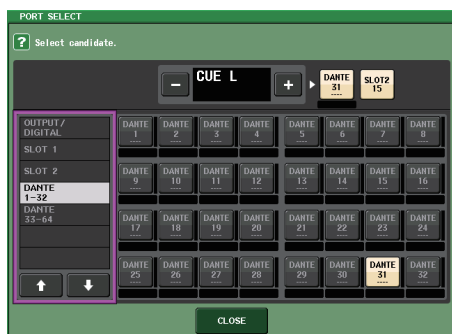 PORT SELECT
? Select candidate.
− CUE L + DANTE 31 ---- SLOT2 15
OUTPUT/
DIGITAL
SLOT 1
SLOT 2
DANTE
1-32
DANTE
33-64
DANTE 1 ---- DANTE 2 ---- DANTE 3 ---- DANTE 4 ---- DANTE 5 ---- DANTE 6 ---- DANTE 7 ---- DANTE 8 ----
DANTE 9 ---- DANTE 10 ---- DANTE 11 ---- DANTE 12 ---- DANTE 13 ---- DANTE 14 ---- DANTE 15 ---- DANTE 16 ----
DANTE 17 ---- DANTE 18 ---- DANTE 19 ---- DANTE 20 ---- DANTE 21 ---- DANTE 22 ---- DANTE 23 ---- DANTE 24 ----
DANTE 25 ---- DANTE 26 ---- DANTE 27 ---- DANTE 28 ---- DANTE 29 ---- DANTE 30 ---- DANTE 31 ---- DANTE 32 ----
CLOSE